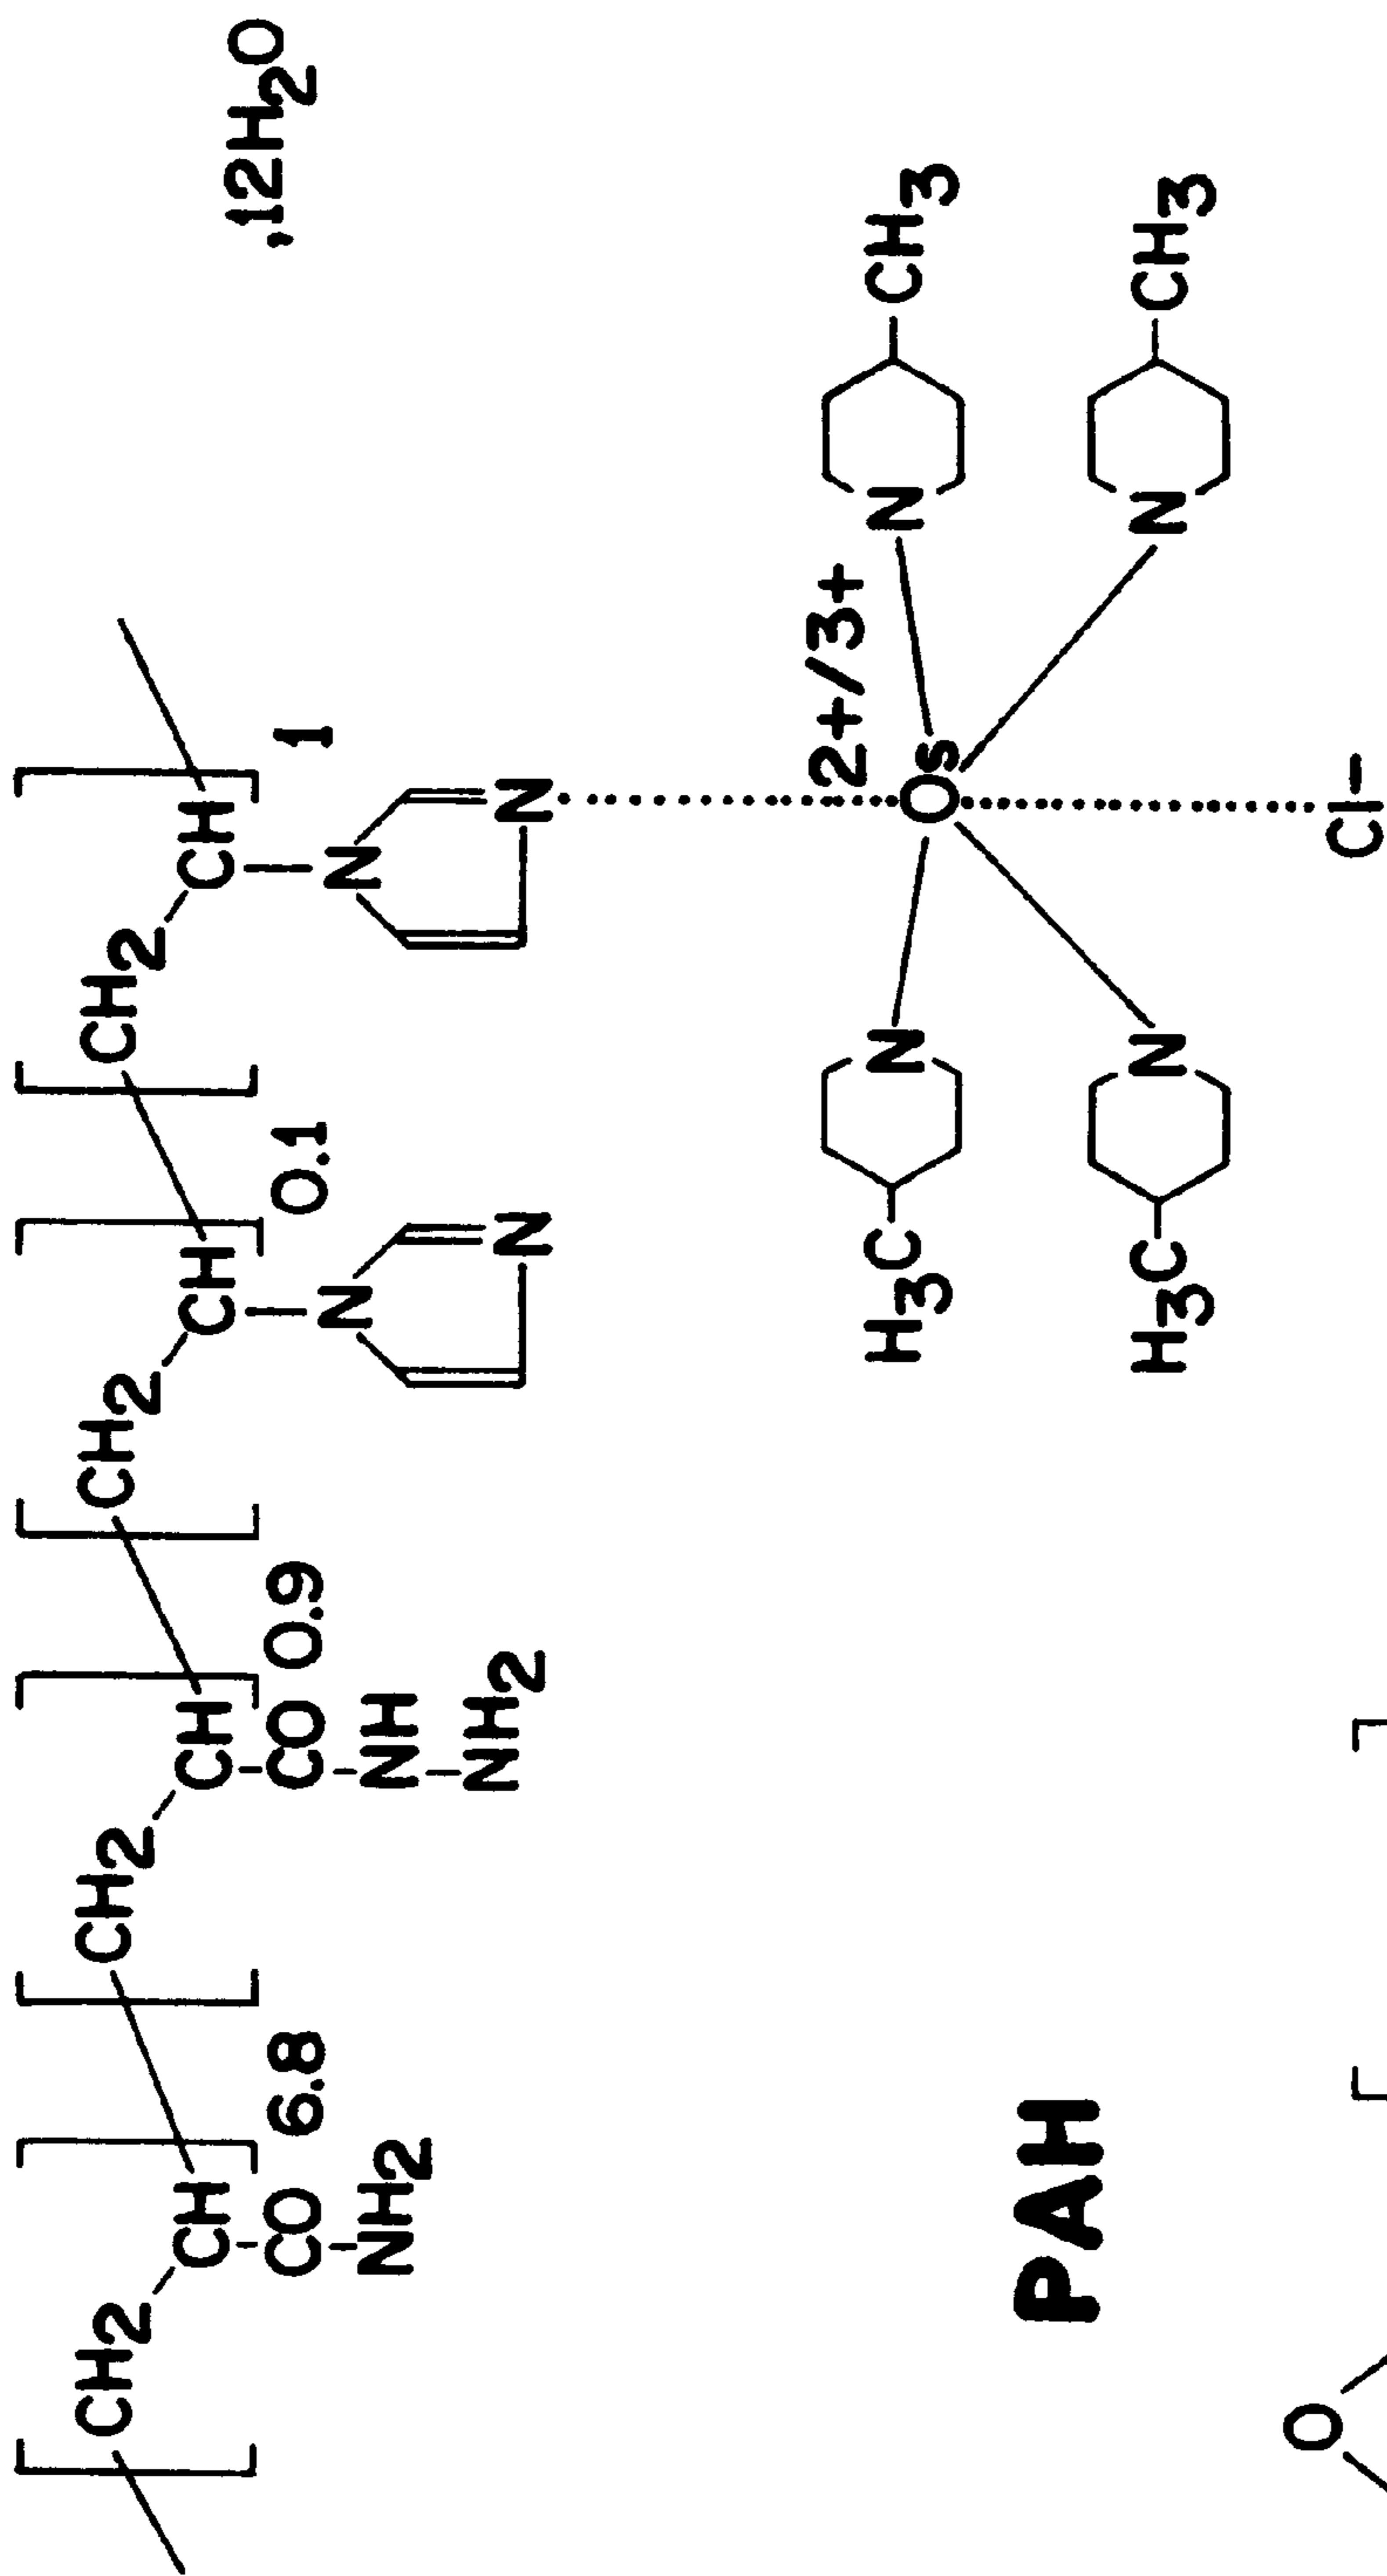 CH2 CH2 CH2 CH2
CH CH CH CH ,12H2O
CO 6.8 CO 0.9 0.1 1
N N
NH2 NH
NH2 N N
2+/3+
H3C N N CH3
Os
PAH
H3C N N CH3
O
Cl−